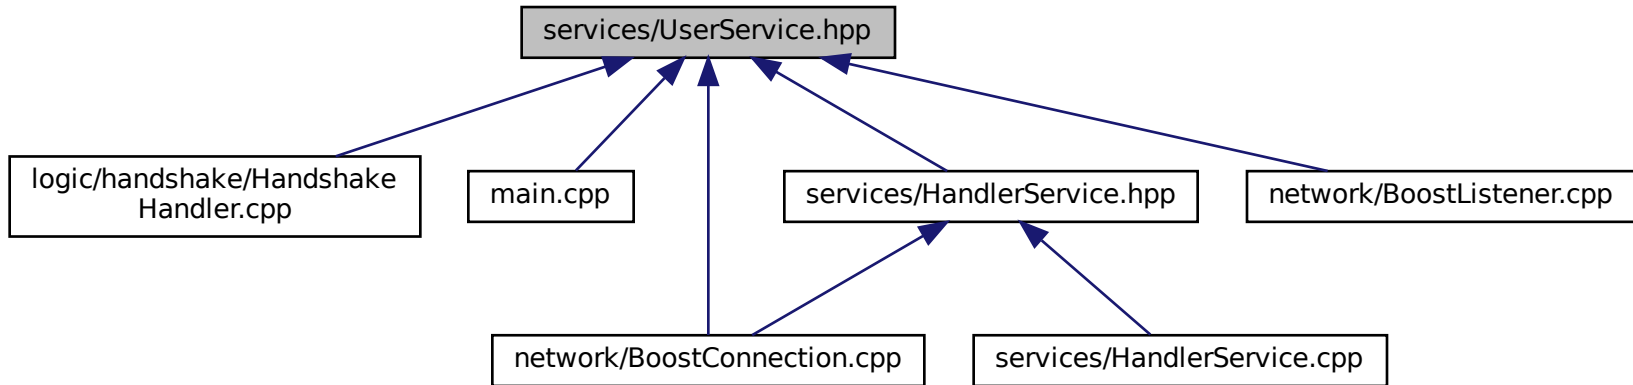 services/UserService.hpp
logic/handshake/Handshake
Handler.cpp
main.cpp
services/HandlerService.hpp
network/BoostListener.cpp
network/BoostConnection.cpp
services/HandlerService.cpp